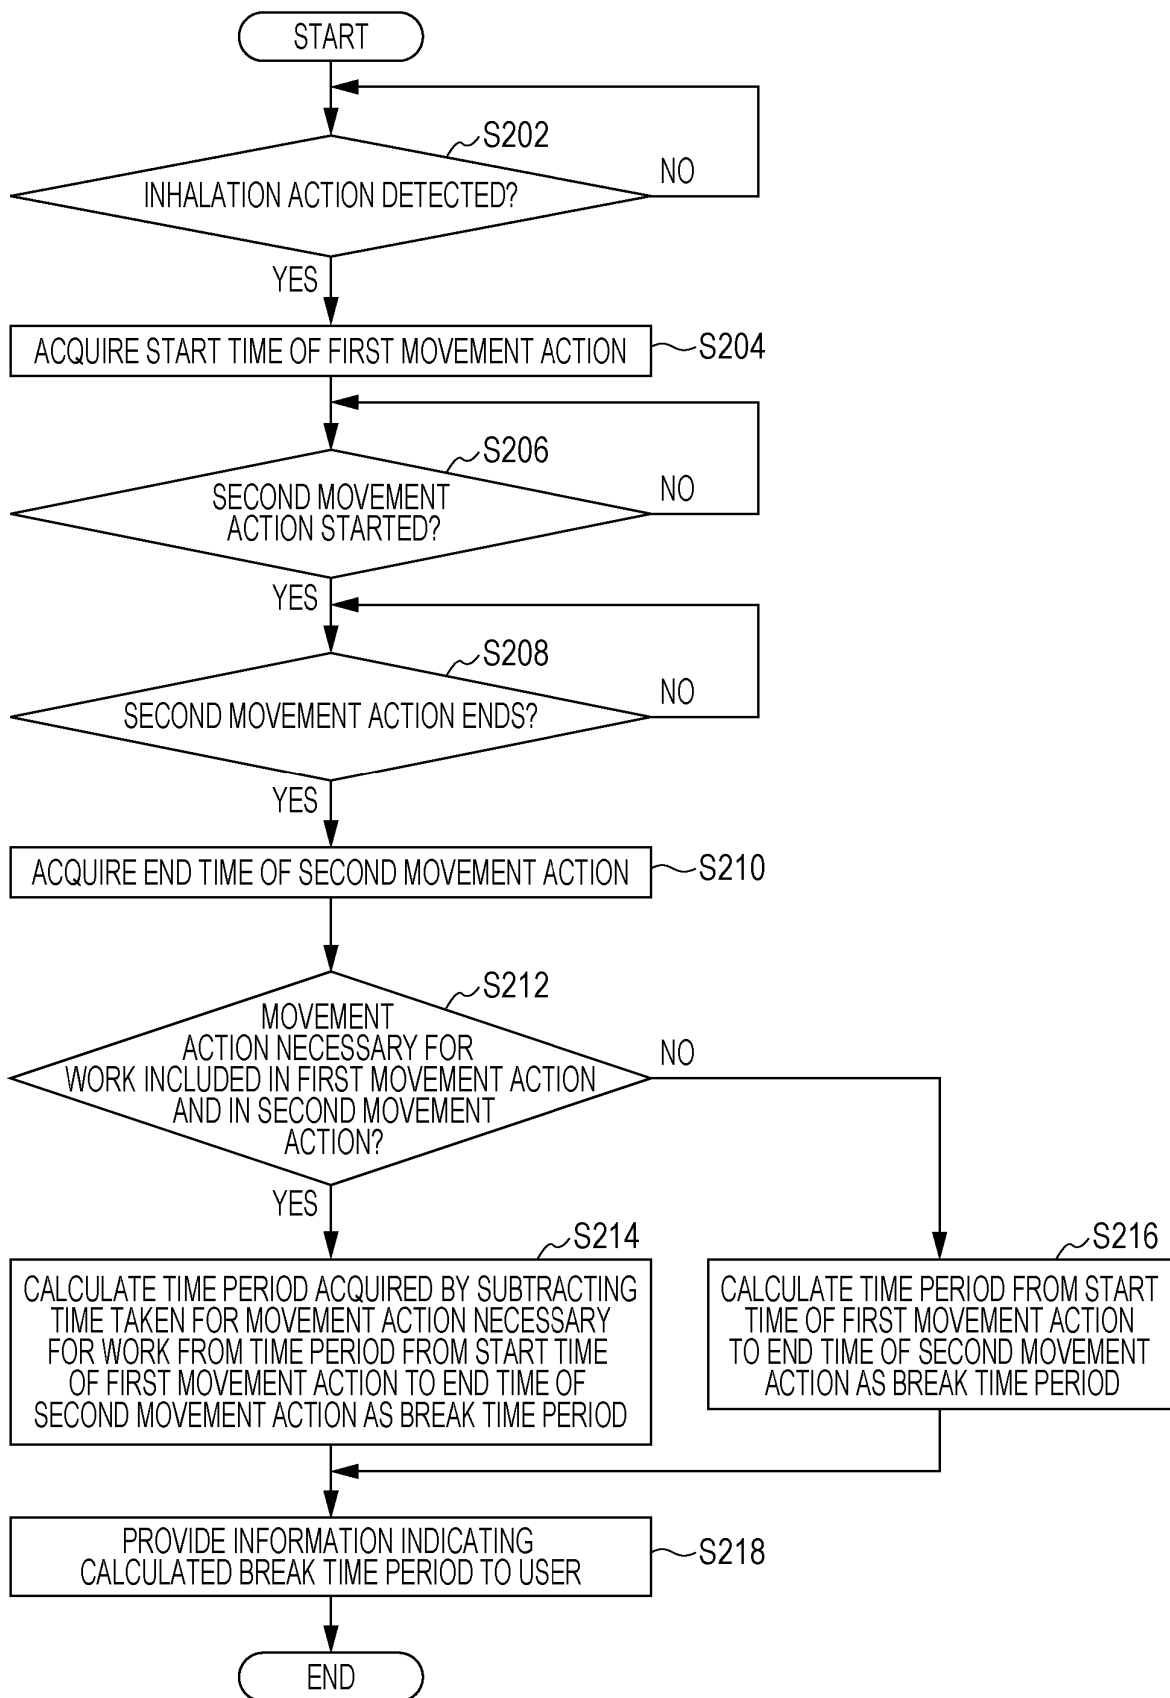 START
S202
INHALATION ACTION DETECTED?
NO
YES
ACQUIRE START TIME OF FIRST MOVEMENT ACTION
S204
S206
SECOND MOVEMENT
ACTION STARTED?
NO
YES
S208
SECOND MOVEMENT ACTION ENDS?
NO
YES
ACQUIRE END TIME OF SECOND MOVEMENT ACTION
S210
S212
MOVEMENT
ACTION NECESSARY FOR
WORK INCLUDED IN FIRST MOVEMENT ACTION
AND IN SECOND MOVEMENT
ACTION?
NO
YES
S214
CALCULATE TIME PERIOD ACQUIRED BY SUBTRACTING
TIME TAKEN FOR MOVEMENT ACTION NECESSARY
FOR WORK FROM TIME PERIOD FROM START TIME
OF FIRST MOVEMENT ACTION TO END TIME OF
SECOND MOVEMENT ACTION AS BREAK TIME PERIOD
S216
CALCULATE TIME PERIOD FROM START
TIME OF FIRST MOVEMENT ACTION
TO END TIME OF SECOND MOVEMENT
ACTION AS BREAK TIME PERIOD
PROVIDE INFORMATION INDICATING
CALCULATED BREAK TIME PERIOD TO USER
S218
END